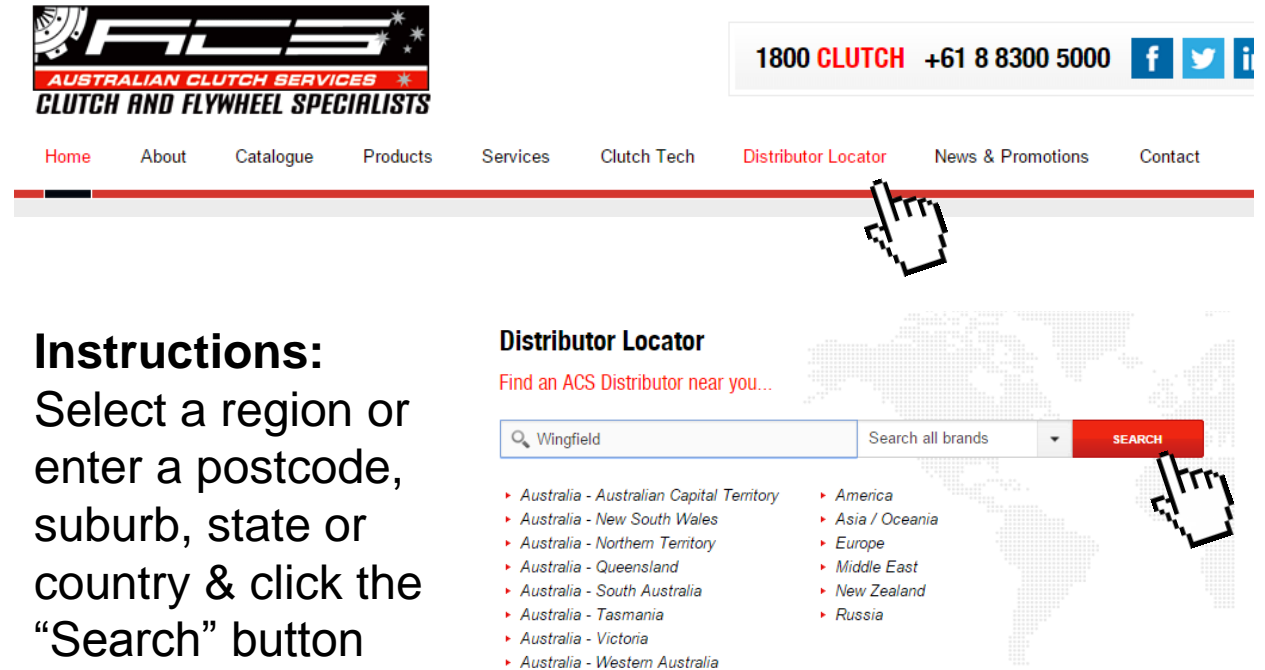 ACS
AUSTRALIAN CLUTCH SERVICES
CLUTCH AND FLYWHEEL SPECIALISTS
1800 CLUTCH +61 8 8300 5000
Home About Catalogue Products Services Clutch Tech Distributor Locator News & Promotions Contact
Instructions:
Select a region or
enter a postcode,
suburb, state or
country & click the
“Search” button
Distributor Locator
Find an ACS Distributor near you...
Wingfield Search all brands SEARCH
Australia - Australian Capital Territory
Australia - New South Wales
Australia - Northern Territory
Australia - Queensland
Australia - South Australia
Australia - Tasmania
Australia - Victoria
Australia - Western Australia
America
Asia / Oceania
Europe
Middle East
New Zealand
Russia